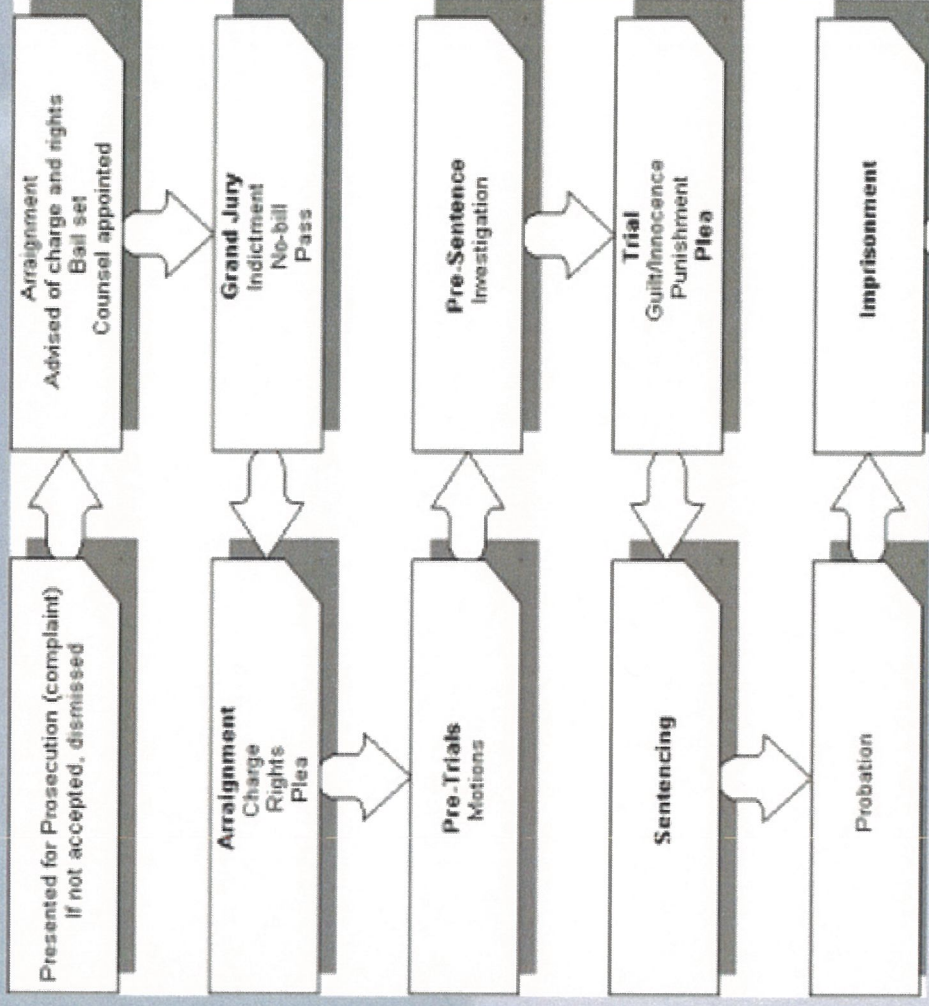 Presented for Prosecution (complaint)
If not accepted, dismissed
Arraignment
Advised of charge and rights
Bail set
Counsel appointed
Grand Jury
Indictment
No-bill
Pass
Arraignment
Charge
Rights
Plea
Pre-Trials
Motions
Pre-Sentence
Investigation
Trial
Guilt/Innocence
Punishment
Plea
Sentencing
Probation
Imprisonment